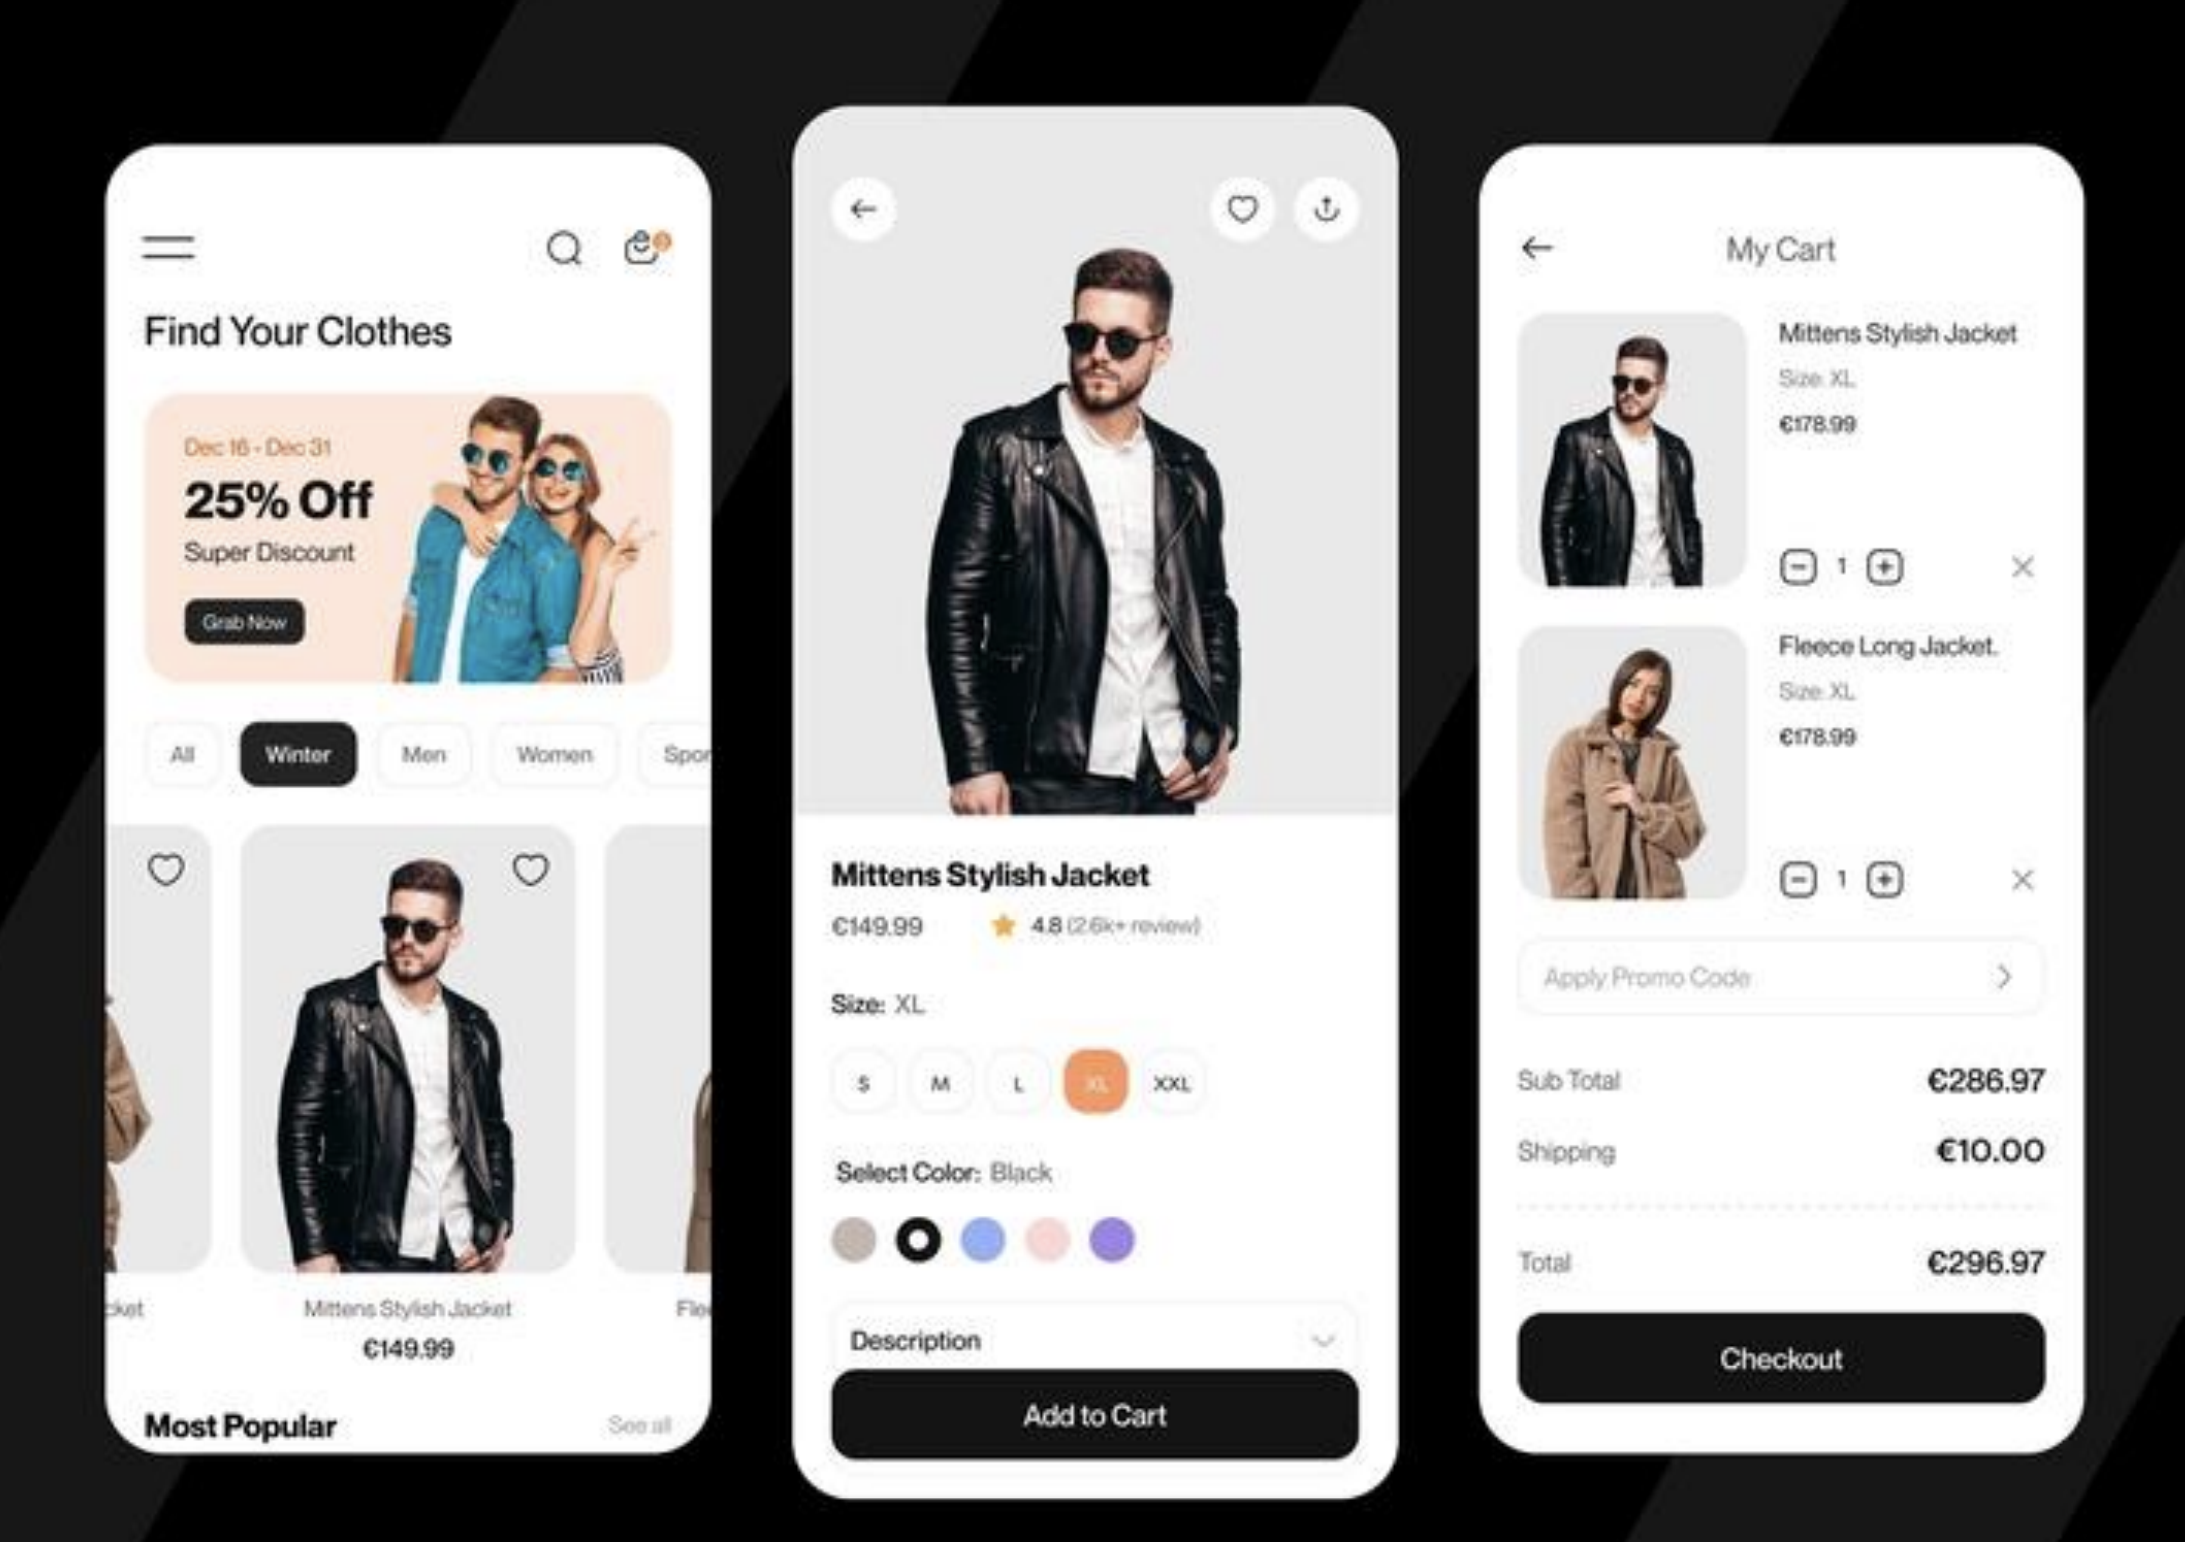 Find Your Clothes
Dec 16 - Dec 31
25% Off
Super Discount
Grab Now
All
Winter
Men
Women
Spor
cket
Mittens Stylish Jacket
€149.99
Fle
Most Popular
See all
Mittens Stylish Jacket
€149.99
4.8 (2.6k+ review)
Size: XL
S
M
L
XL
XXL
Select Color: Black
Description
Add to Cart
My Cart
Mittens Stylish Jacket
Size: XL
€178.99
1
Fleece Long Jacket.
Size: XL
€178.99
1
Apply Promo Code
Sub Total
€286.97
Shipping
€10.00
Total
€296.97
Checkout